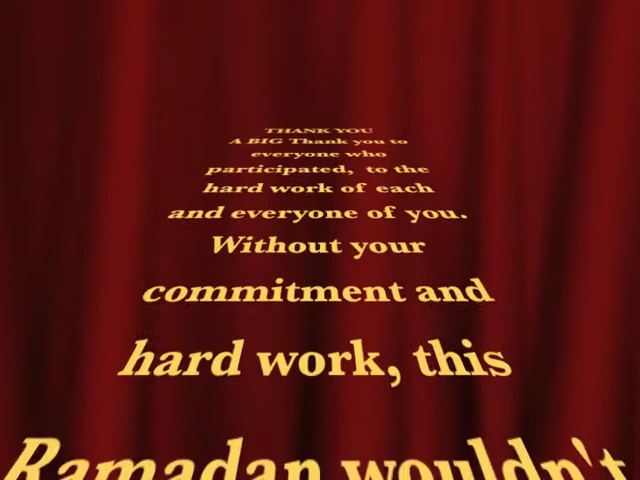 THANK YOU
A BIG Thank you to
everyone who
participated, to the
hard work of each
and everyone of you.
Without your
commitment and
hard work, this
Ramadan wouldn't